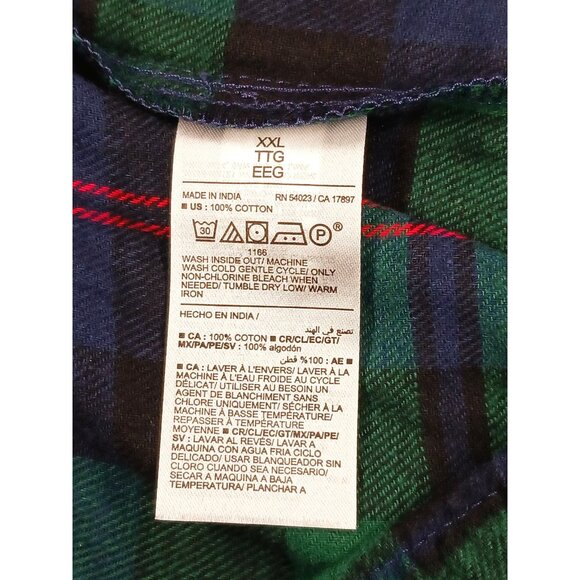 XXL
TTG
EEG
MADE IN INDIA RN 54023 / CA 17897
■ US : 100% COTTON
30 P ®
1166
WASH INSIDE OUT/ MACHINE
WASH COLD GENTLE CYCLE/ ONLY
NON-CHLORINE BLEACH WHEN
NEEDED/ TUMBLE DRY LOW/ WARM
IRON
HECHO EN INDIA / تصنع في الهند
■ CA : 100% COTON ■ CR/CL/EC/GT/
MX/PA/PE/SV : 100% algodón
■ AE : 100% قطن
■ CA : LAVER À L'ENVERS/ LAVER À LA
MACHINE À L'EAU FROIDE AU CYCLE
DÉLICAT/ UTILISER AU BESOIN UN
AGENT DE BLANCHIMENT SANS
CHLORE UNIQUEMENT/ SÉCHER À LA
MACHINE À BASSE TEMPÉRATURE/
REPASSER À TEMPÉRATURE
MOYENNE ■ CR/CL/EC/GT/MX/PA/PE/
SV : LAVAR AL REVÉS/ LAVAR A
MAQUINA CON AGUA FRIA CICLO
DELICADO/ USAR BLANQUEADOR SIN
CLORO CUANDO SEA NECESARIO/
SECAR A MAQUINA A BAJA
TEMPERATURA/ PLANCHAR A